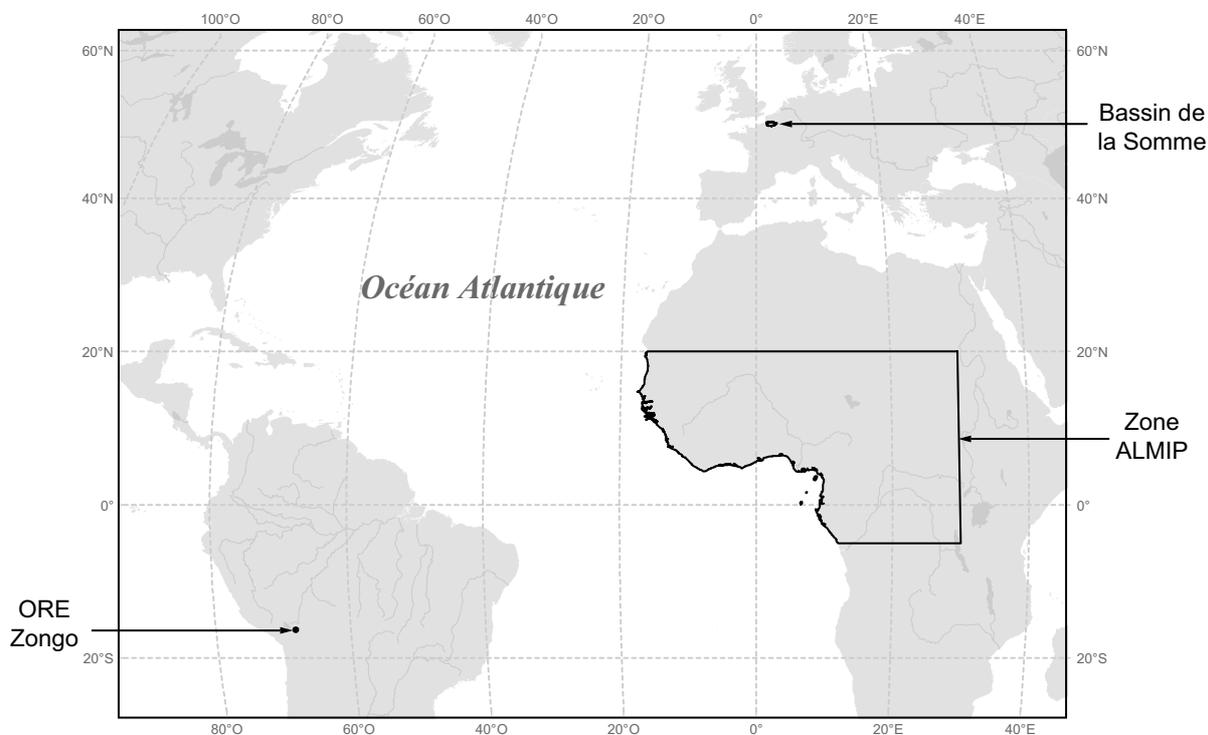 100°O 80°O 60°O 40°O 20°O 0° 20°E 40°E
60°N 60°N
Bassin de
la Somme
40°N 40°N
Océan Atlantique
20°N 20°N
Zone
ALMIP
0° 0°
ORE
Zongo
20°S 20°S
80°O 60°O 40°O 20°O 0° 20°E 40°E